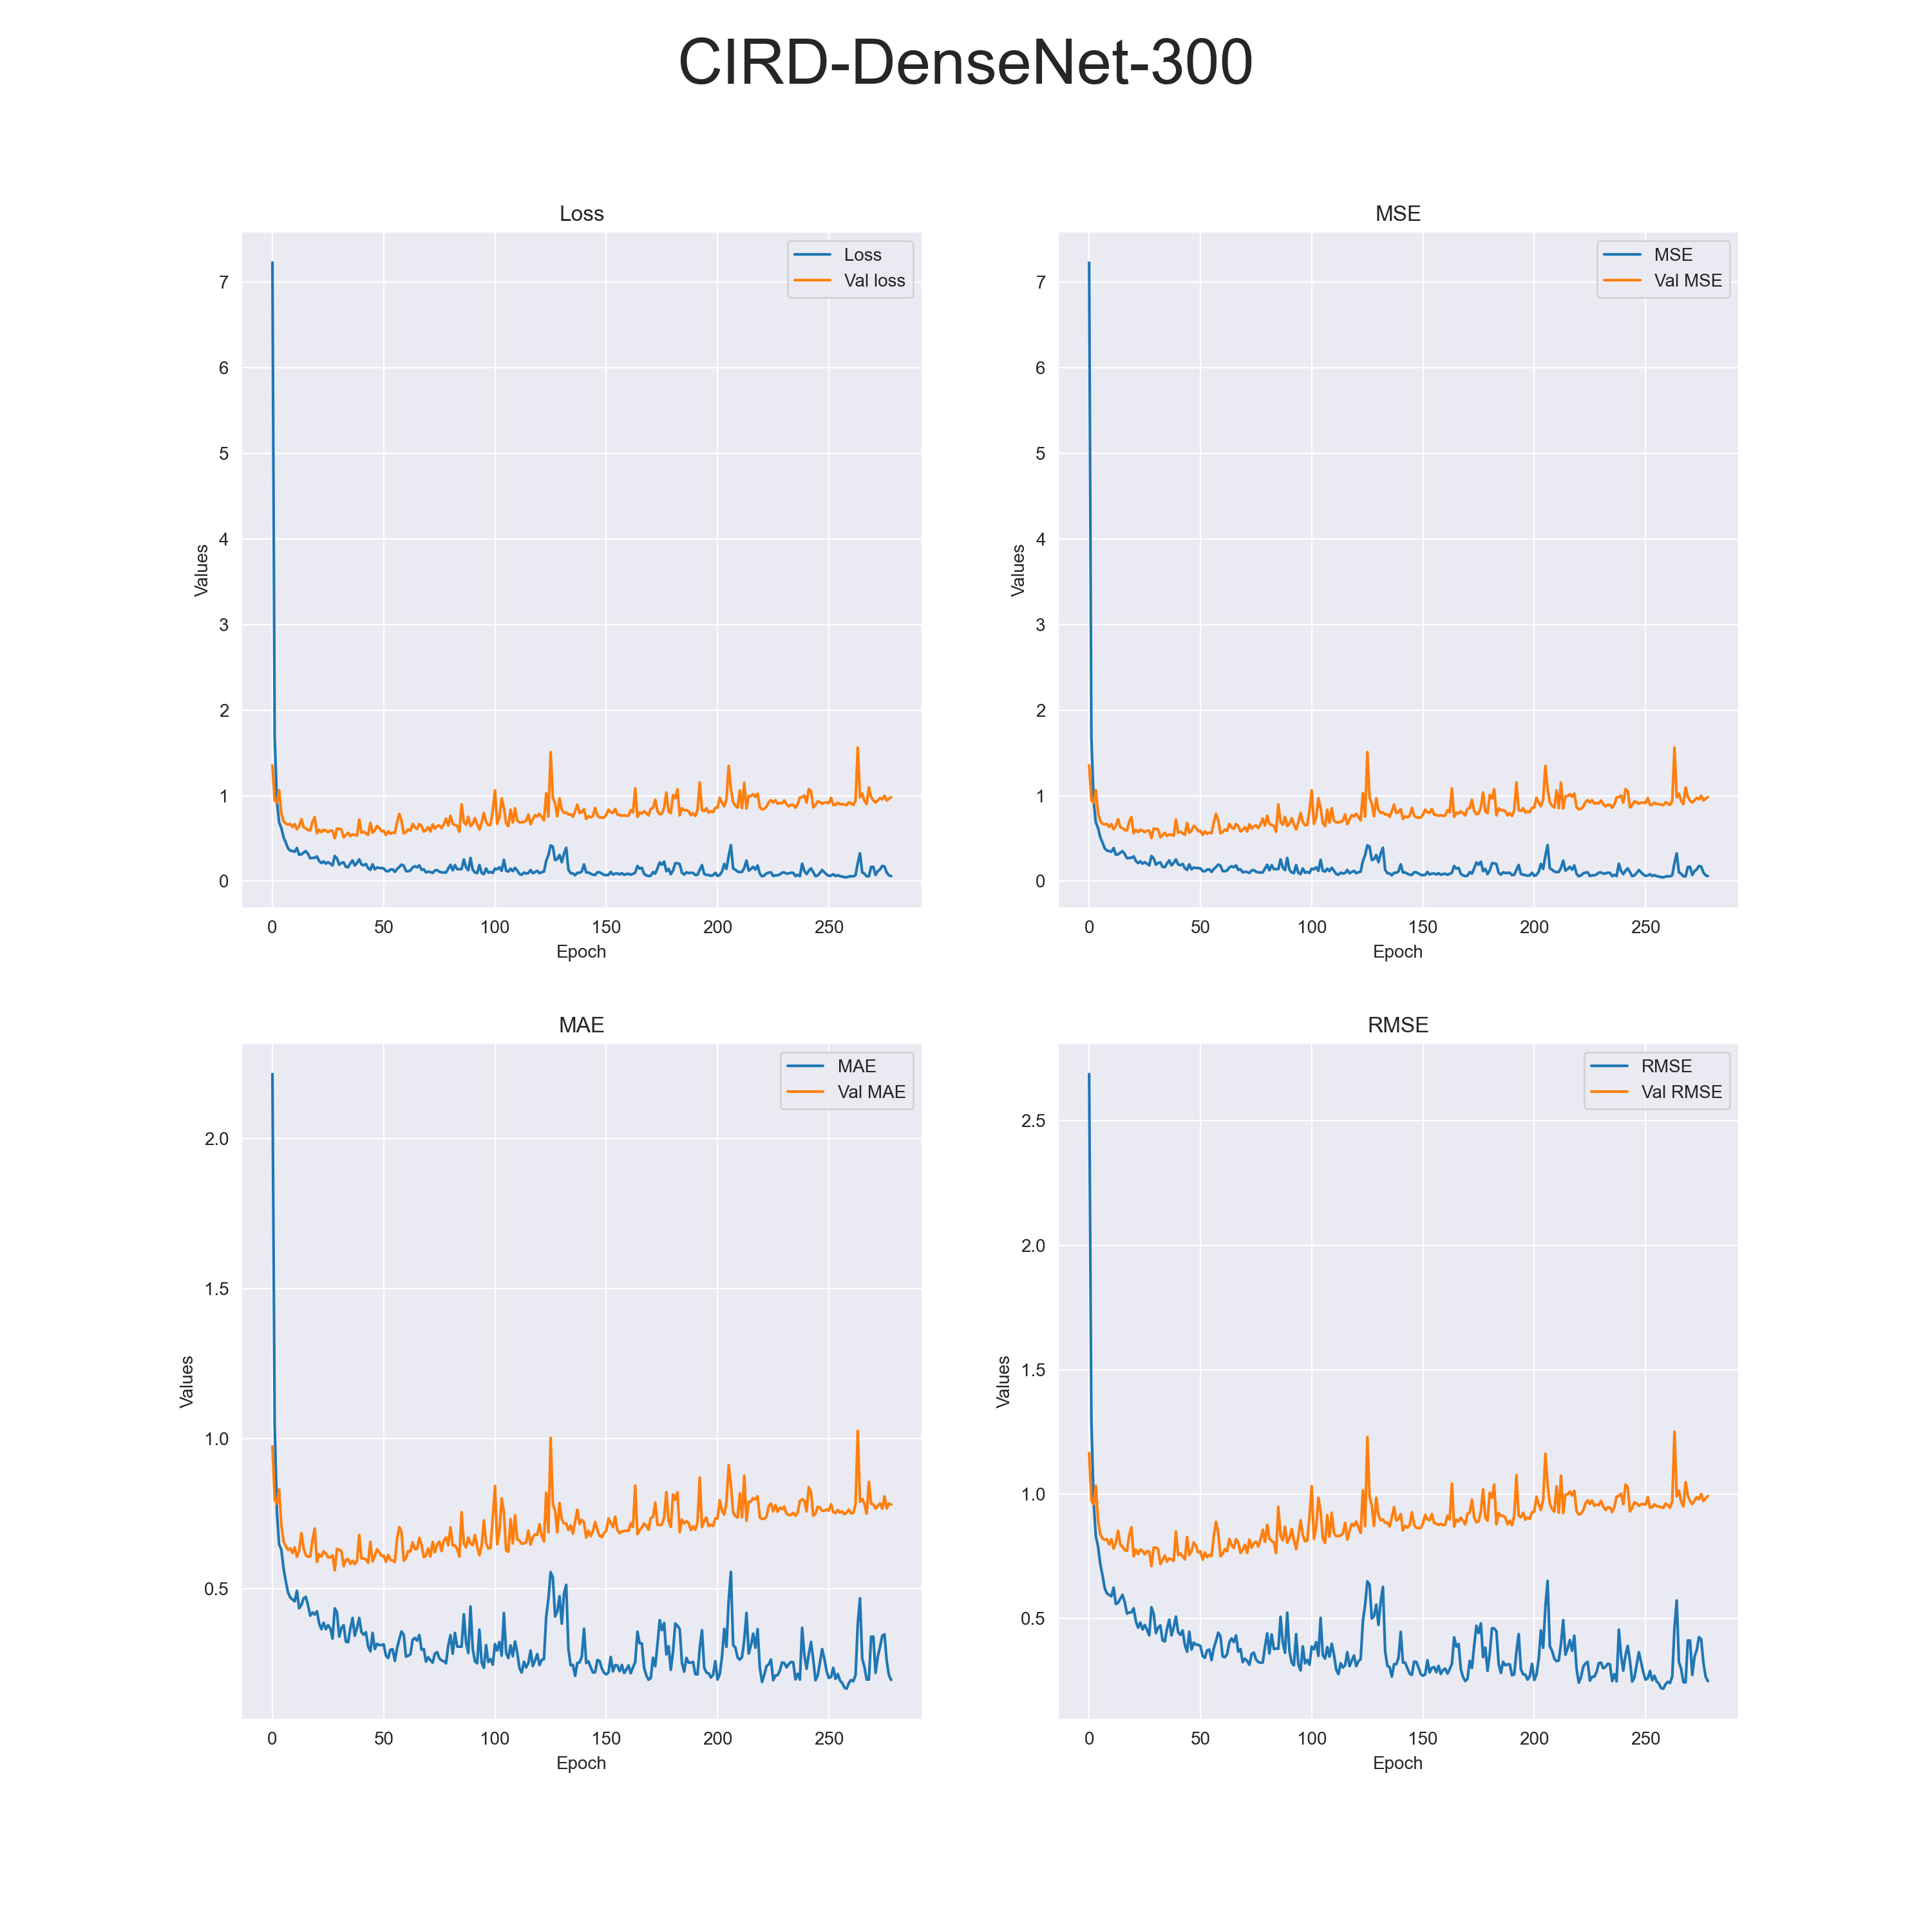 CIRD-DenseNet-300
Loss
Loss
Val loss
7
6
5
4
3
2
1
0
Values
0 50 100 150 200 250
Epoch
MSE
MSE
Val MSE
7
6
5
4
3
2
1
0
Values
0 50 100 150 200 250
Epoch
MAE
MAE
Val MAE
2.0
1.5
1.0
0.5
Values
0 50 100 150 200 250
Epoch
RMSE
RMSE
Val RMSE
2.5
2.0
1.5
1.0
0.5
Values
0 50 100 150 200 250
Epoch